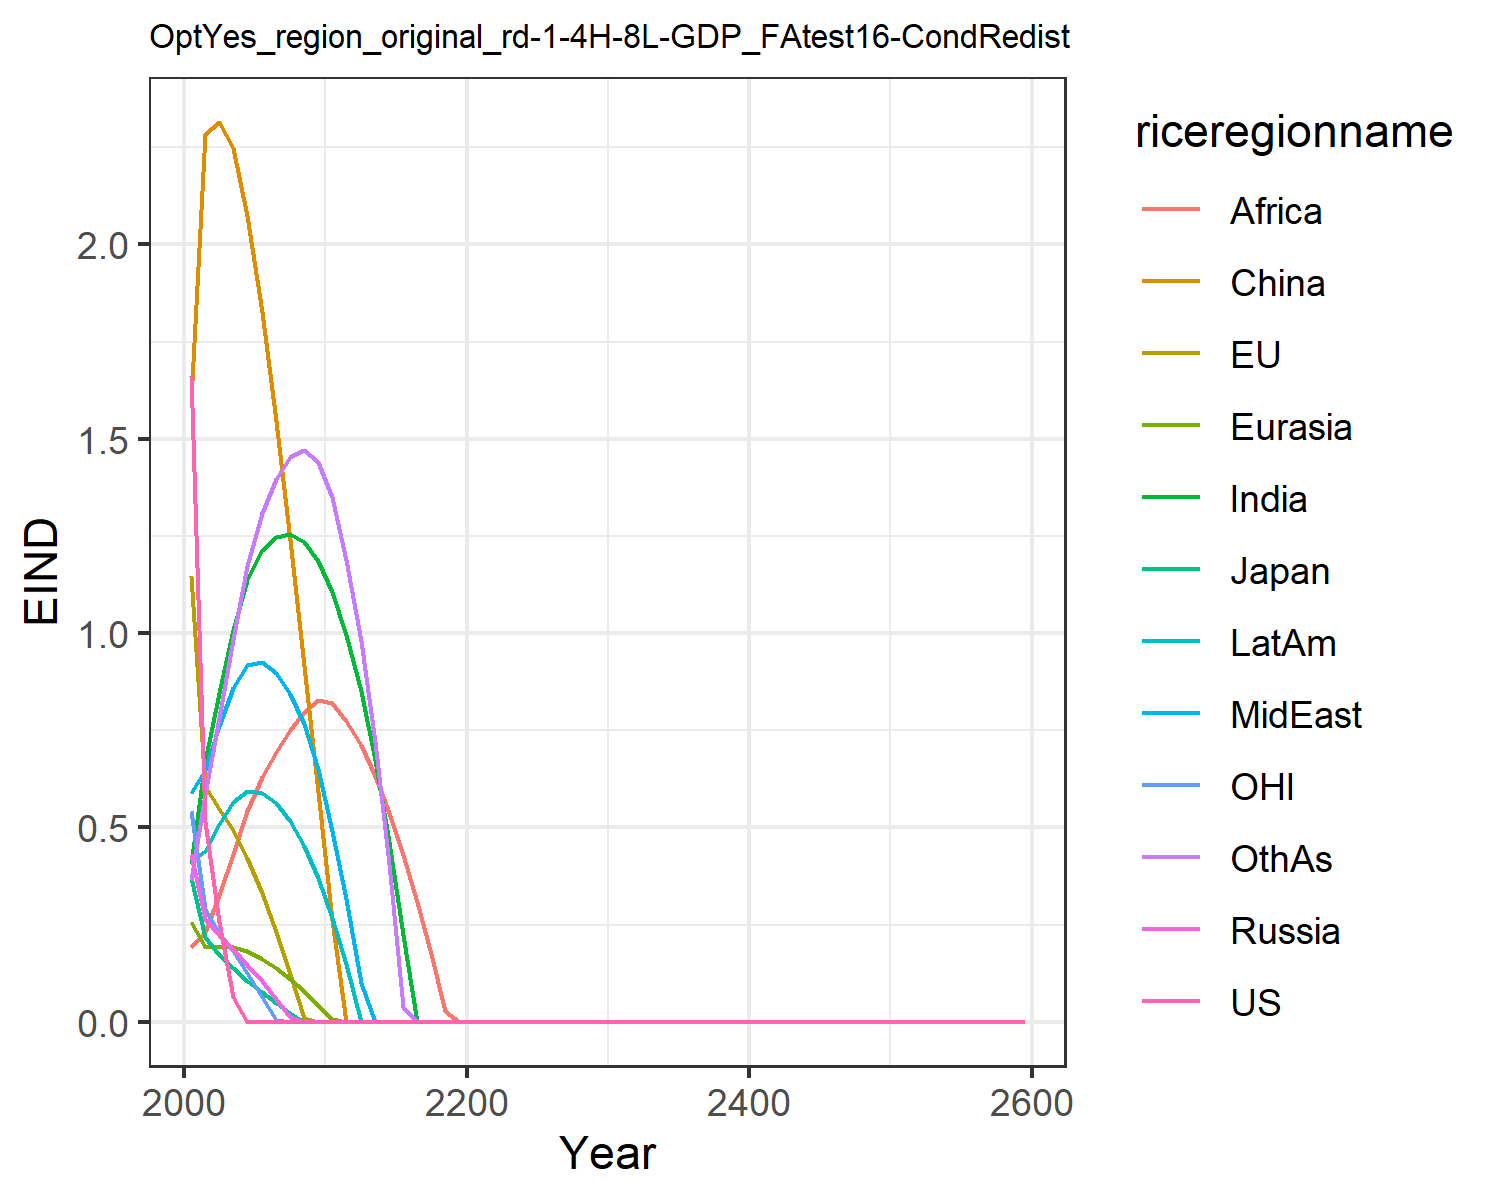 OptYes_region_original_rd-1-4H-8L-GDP_FAtest16-CondRedist
EIND
2.0
1.5
1.0
0.5
0.0
2000
2200
2400
2600
Year
riceregionname
Africa
China
EU
Eurasia
India
Japan
LatAm
MidEast
OHI
OthAs
Russia
US